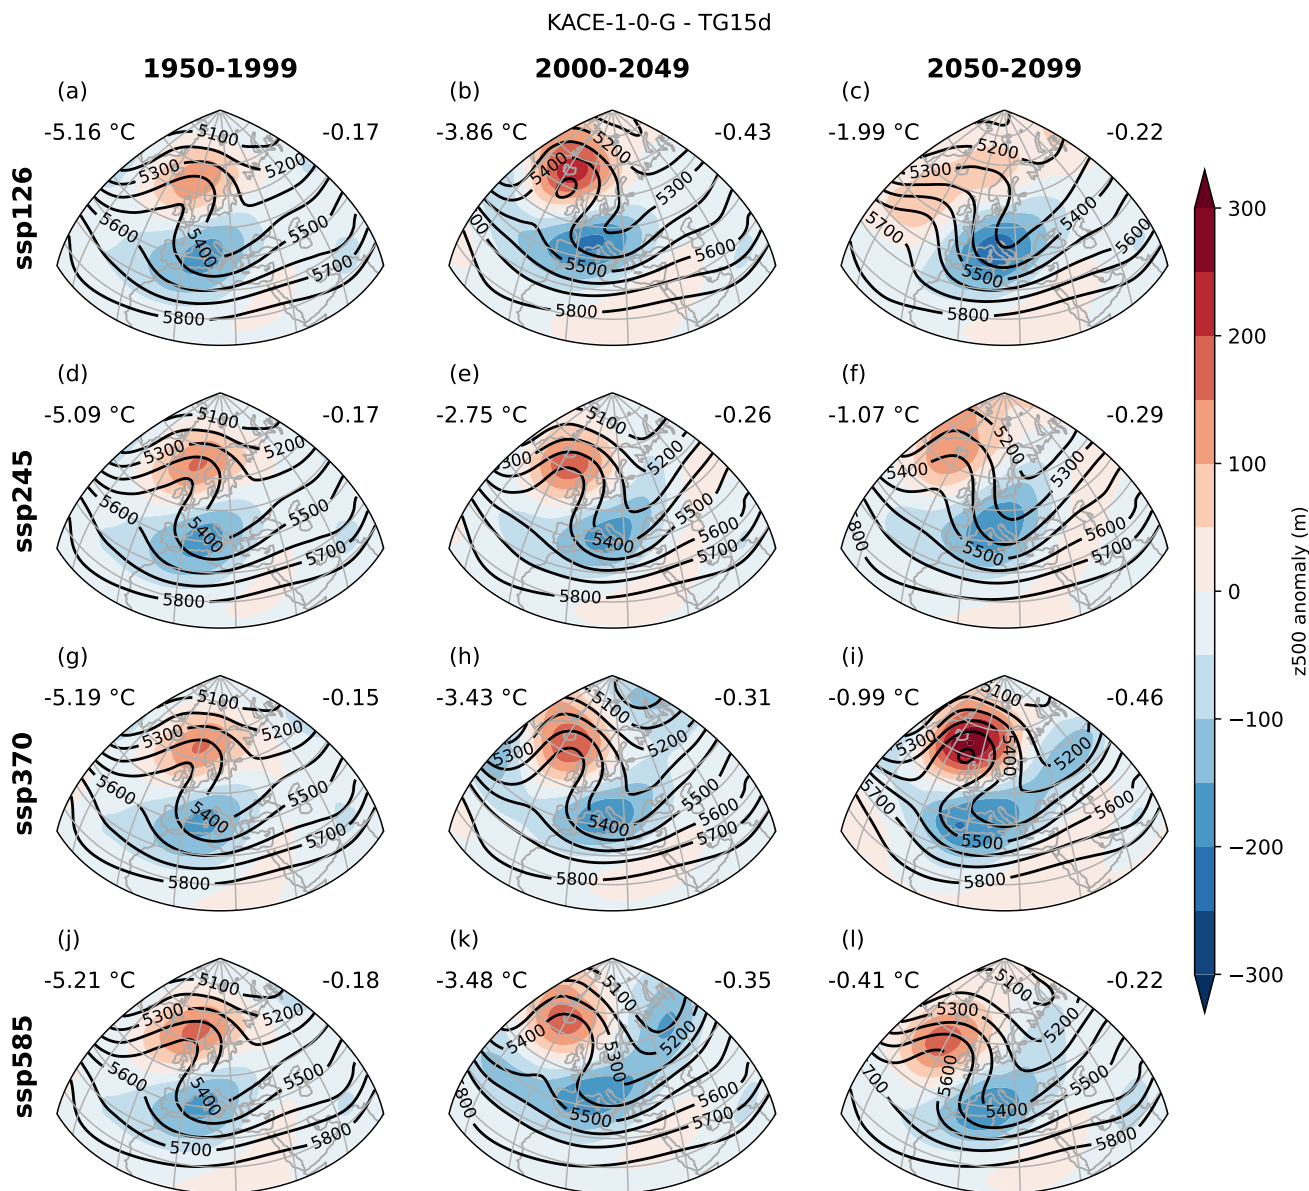 KACE-1-0-G - TG15d
1950-1999 2000-2049 2050-2099
(a) (b) (c)
-5.16 °C -0.17 -3.86 °C -0.43 -1.99 °C -0.22
ssp126
5100 5300 5200 5600 5400 5500 5700 5800
5200 5400 5300 00 5600 5500 5800
5200 5300 5700 5400 5600 5500 5800
(d) (e) (f)
-5.09 °C -0.17 -2.75 °C -0.26 -1.07 °C -0.29
ssp245
5100 5300 5200 5600 5400 5500 5700 5800
5100 300 5200 5500 5400 5600 5700 5800
5200 5400 5300 800 5500 5600 5700
(g) (h) (i)
-5.19 °C -0.15 -3.43 °C -0.31 -0.99 °C -0.46
ssp370
5100 5300 5200 5600 5400 5500 5700 5800
5100 5300 5200 5500 5400 5600 5700 5800
5100 5300 5400 5200 5700 5600 5500 5800
(j) (k) (l)
-5.21 °C -0.18 -3.48 °C -0.35 -0.41 °C -0.22
ssp585
5100 5300 5200 5600 5400 5500 5700 5800
5100 5400 5200 5300 800 5500 5600 5700
5100 5300 5200 700 5600 5500 5400 5800
300
200
100
0
−100
−200
−300
z500 anomaly (m)